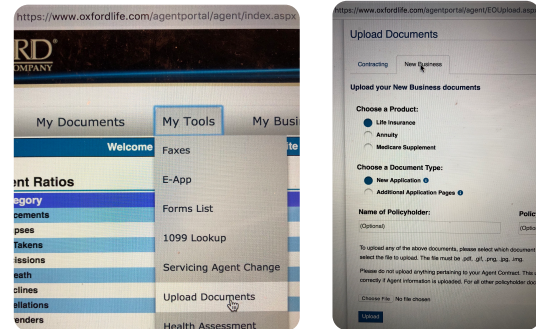 https://www.oxfordlife.com/agentportal/agent/index.aspx
RD®
COMPANY
My Documents
My Tools
My Busi
Welcome
Faxes
E-App
Forms List
1099 Lookup
Servicing Agent Change
Upload Documents
Health Assessment
ent Ratios
egory
cements
pses
Takens
issions
eath
clines
ellations
renders
https://www.oxfordlife.com/agentportal/agent/EOUpload.aspx
Upload Documents
Contracting
New Business
Upload your New Business documents
Choose a Product:
Life Insurance
Annuity
Medicare Supplement
Choose a Document Type:
New Application
Additional Application Pages
Name of Policyholder:
Polic
(Optional)
(Optio
To upload any of the above documents, please select which document
select the file to upload. The file must be .pdf, .gif, .png, .jpg, .img.
Please do not upload anything pertaining to your Agent Contract. This
correctly if Agent information is uploaded. For all other policyholder doc
Choose File No file chosen
Upload